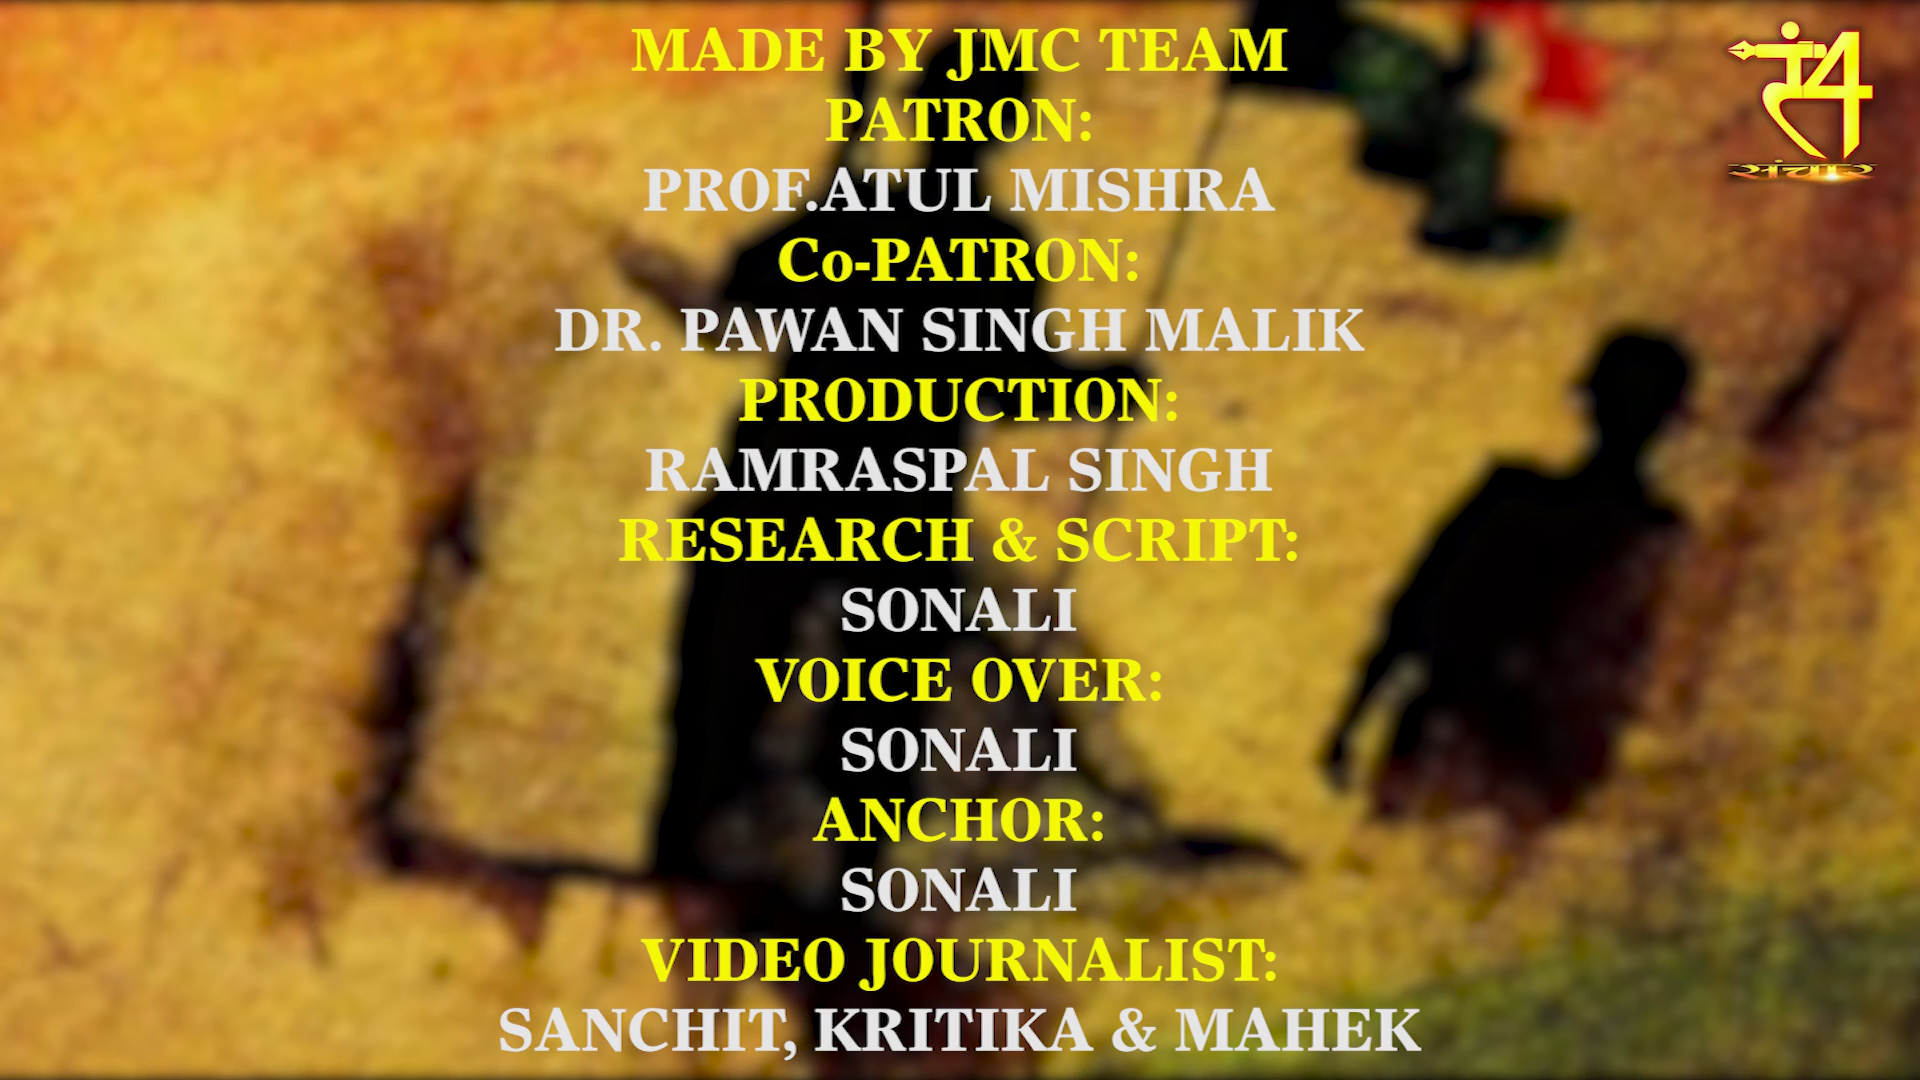 MADE BY JMC TEAM
PATRON:
PROF.ATUL MISHRA
Co-PATRON:
DR. PAWAN SINGH MALIK
PRODUCTION:
RAMRASPAL SINGH
RESEARCH & SCRIPT:
SONALI
VOICE OVER:
SONALI
ANCHOR:
SONALI
VIDEO JOURNALIST:
SANCHIT, KRITIKA & MAHEK
4
संचार